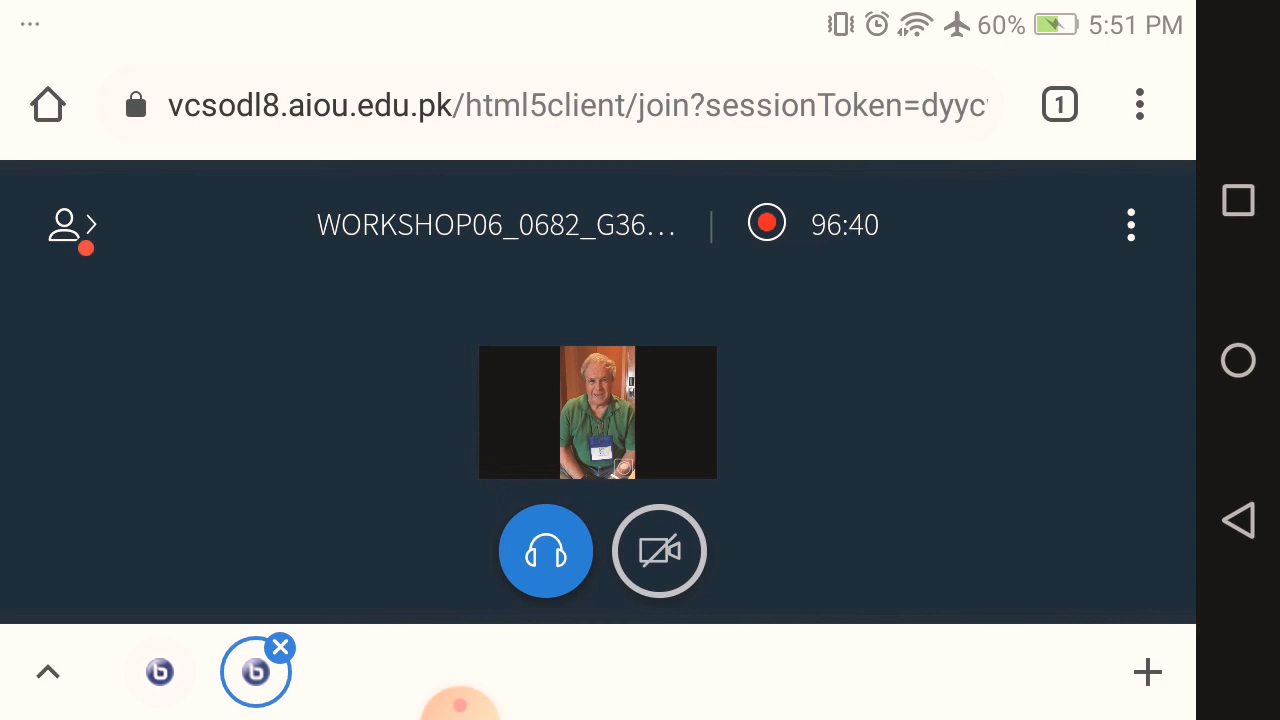 60% 5:51 PM
vcsodl8.aiou.edu.pk/html5client/join?sessionToken=dyyc
1
WORKSHOP06_0682_G36... | 96:40
b b